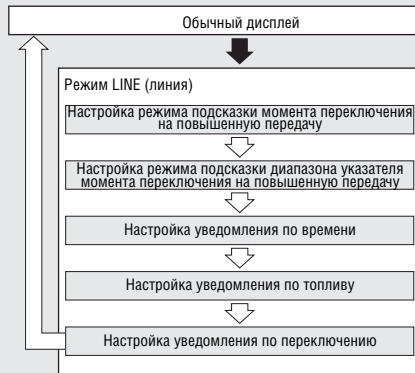 Обычный дисплей
Режим LINE (линия)
Настройка режима подсказки момента переключения
на повышенную передачу
Настройка режима подсказки диапазона указателя
момента переключения на повышенную передачу
Настройка уведомления по времени
Настройка уведомления по топливу
Настройка уведомления по переключению